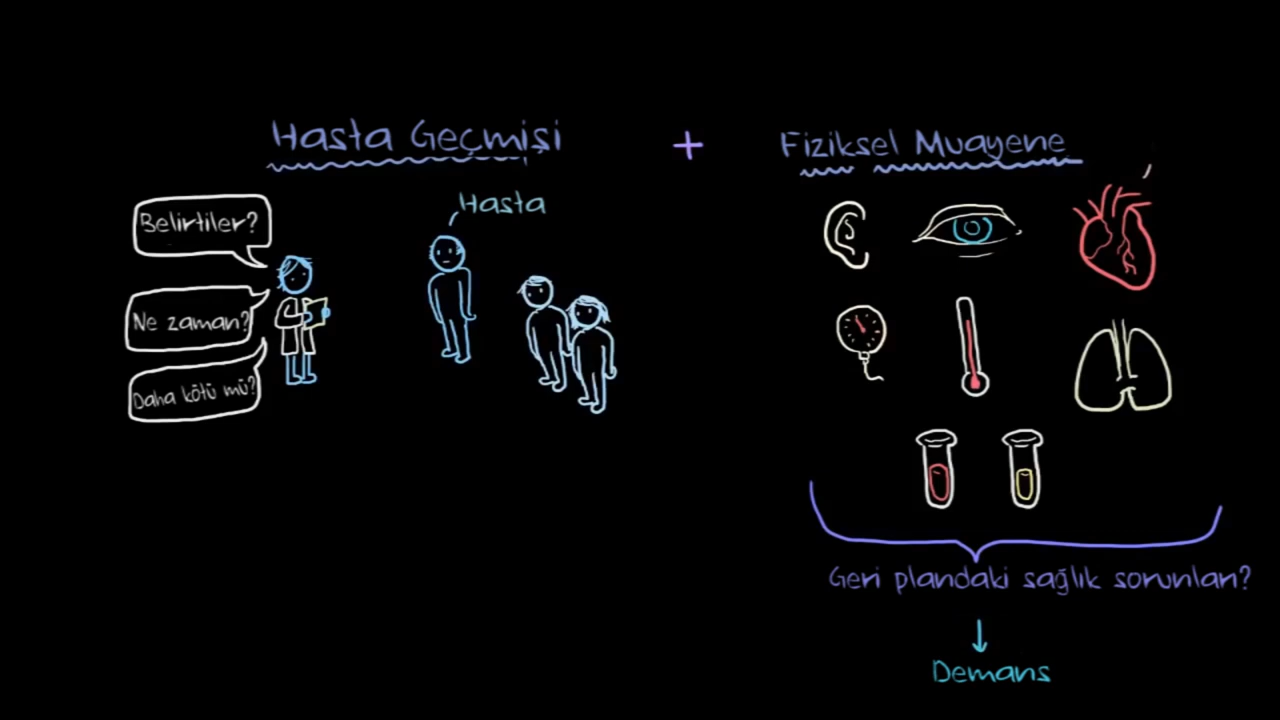 Hasta Geçmişi + Fiziksel Muayene
Hasta
Belirtiler?
Ne zaman?
Daha kötü mü?
Geri plandaki sağlık sorunları?
Demans